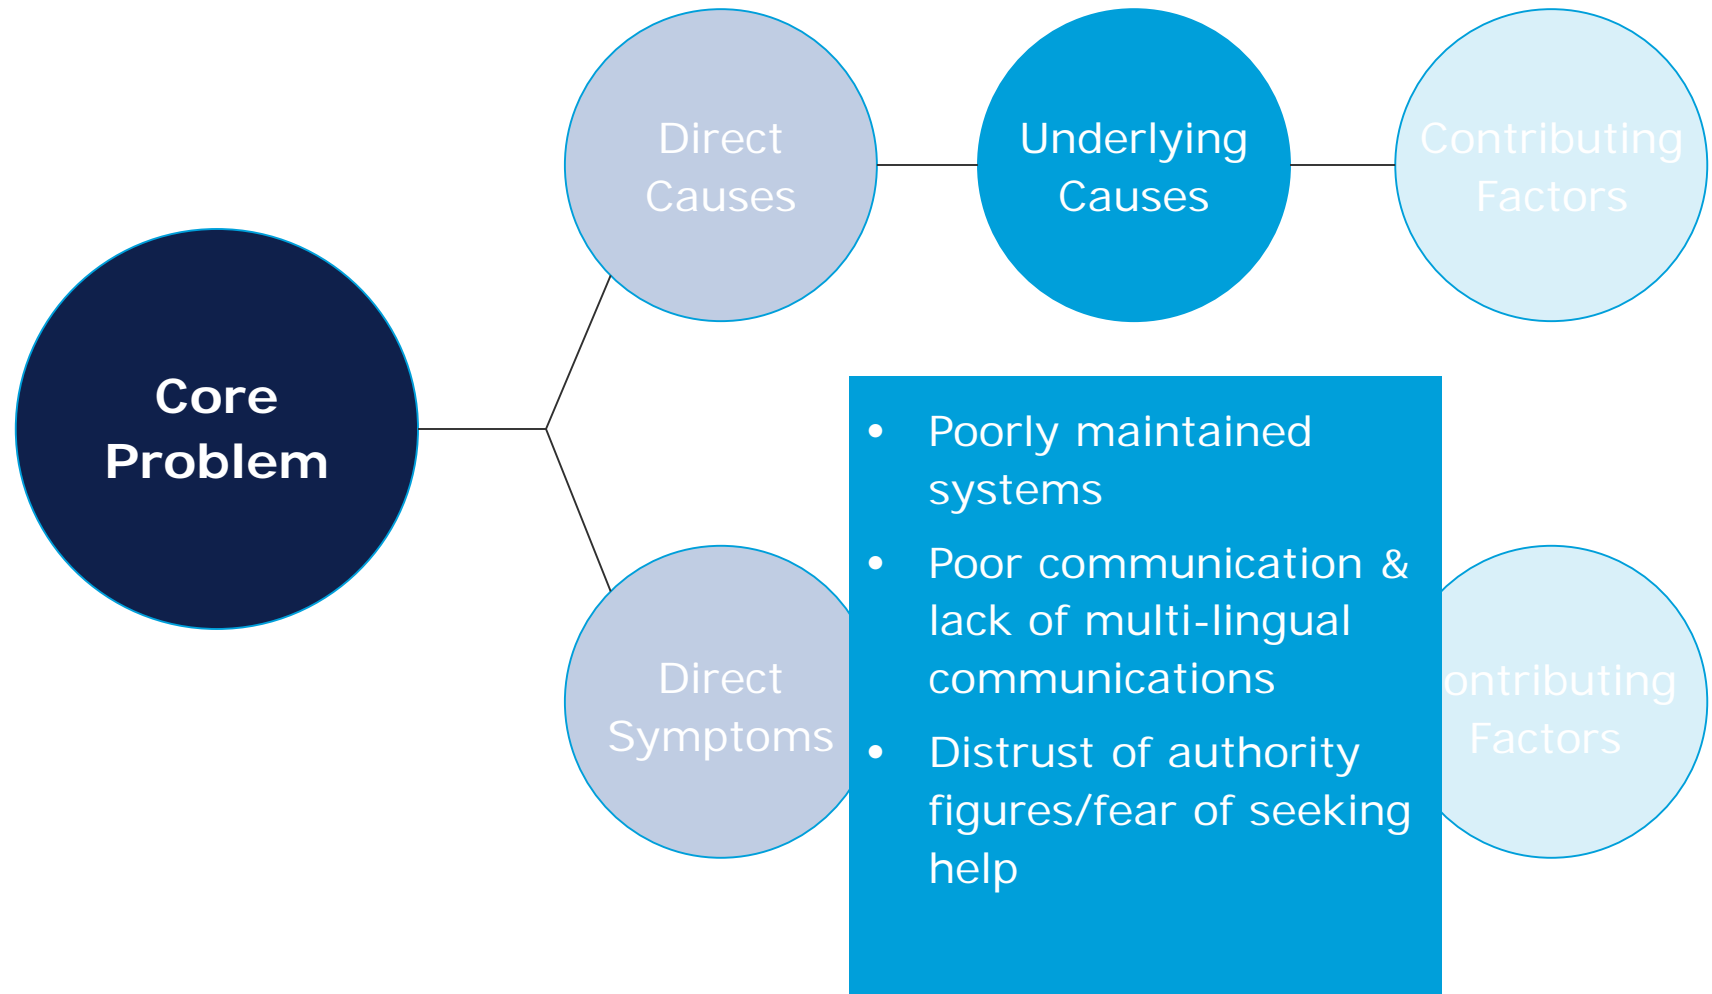 Direct
Causes
Underlying
Causes
Contributing
Factors
Core
Problem
• Poorly maintained
systems
• Poor communication &
lack of multi-lingual
communications
• Distrust of authority
figures/fear of seeking
help
Direct
Symptoms
ontributing
Factors